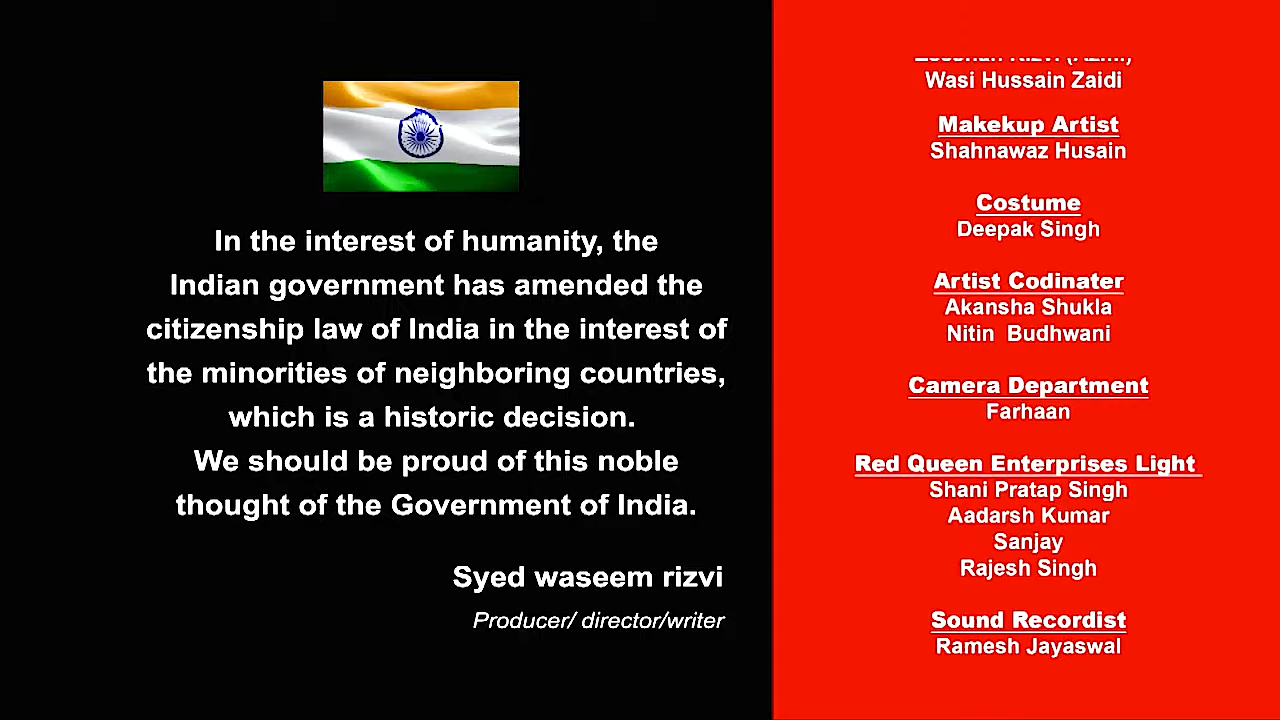 In the interest of humanity, the
Indian government has amended the
citizenship law of India in the interest of
the minorities of neighboring countries,
which is a historic decision.
We should be proud of this noble
thought of the Government of India.
Syed waseem rizvi
Producer/ director/writer
Wasi Hussain Zaidi
Makekup Artist
Shahnawaz Husain
Costume
Deepak Singh
Artist Codinater
Akansha Shukla
Nitin Budhwani
Camera Department
Farhaan
Red Queen Enterprises Light
Shani Pratap Singh
Aadarsh Kumar
Sanjay
Rajesh Singh
Sound Recordist
Ramesh Jayaswal